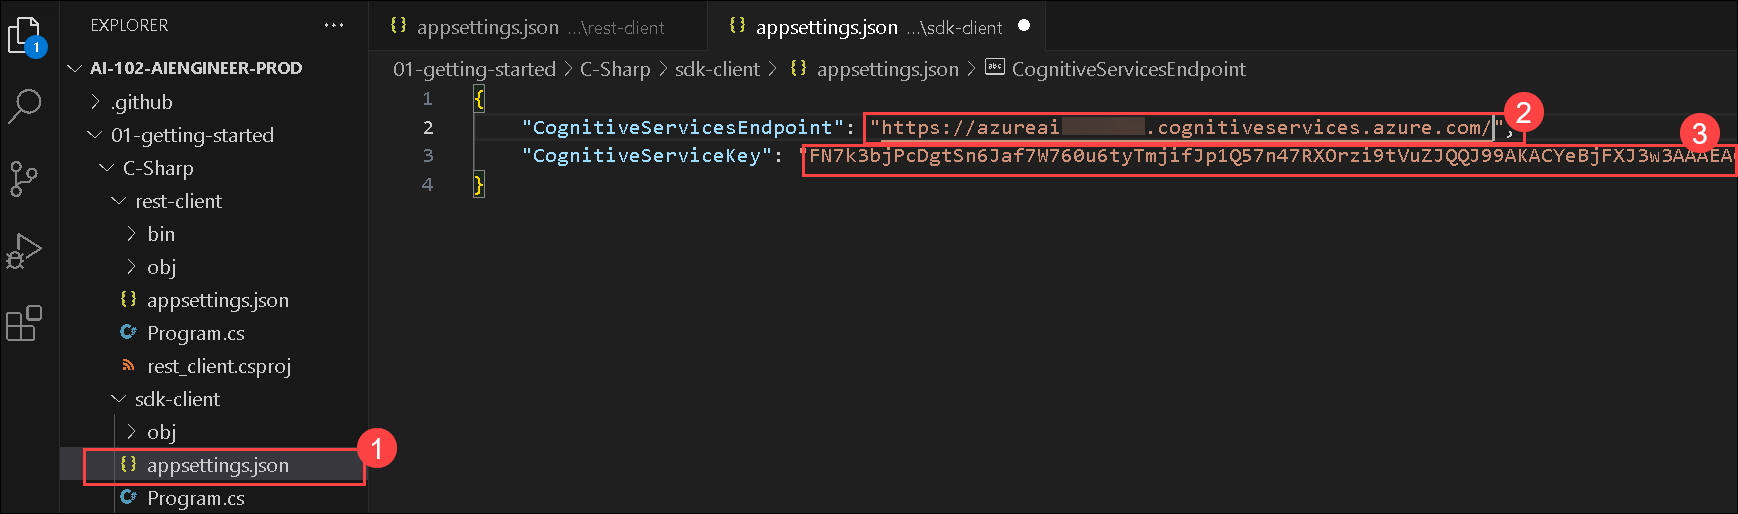 EXPLORER ...
AI-102-AIENGINEER-PROD
.github
01-getting-started
C-Sharp
rest-client
bin
obj
appsettings.json
Program.cs
rest_client.csproj
sdk-client
obj
appsettings.json
Program.cs
1
1
{} appsettings.json ...\rest-client
{} appsettings.json ...\sdk-client
01-getting-started > C-Sharp > sdk-client > {} appsettings.json > abc CognitiveServicesEndpoint
1 {
2 "CognitiveServicesEndpoint": "https://azureai .cognitiveservices.azure.com/",
3 "CognitiveServiceKey": "FN7k3bjPcDgtSn6Jaf7W760u6tyTmjifJp1Q57n47RXOrzi9tVuZJQQJ99AKACYeBjFXJ3w3AAAEA
4 }
2
3